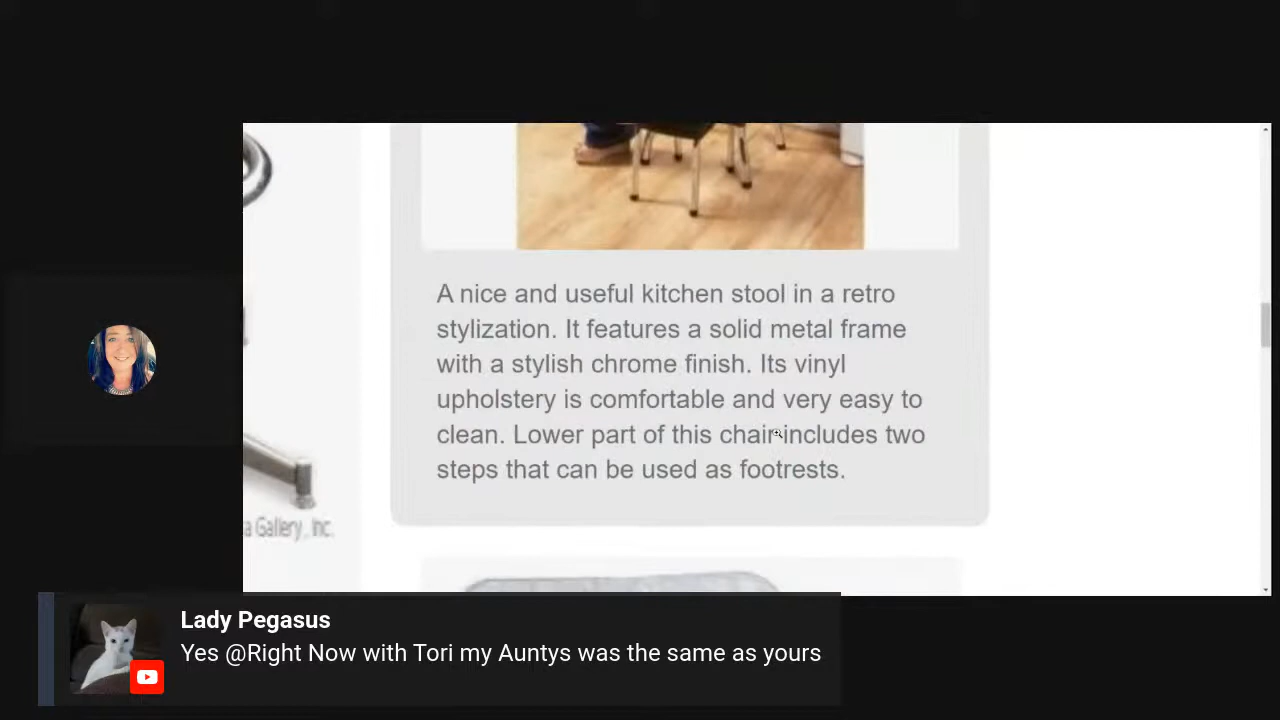 A nice and useful kitchen stool in a retro
stylization. It features a solid metal frame
with a stylish chrome finish. Its vinyl
upholstery is comfortable and very easy to
clean. Lower part of this chair includes two
steps that can be used as footrests.
a Gallery, Inc.
Lady Pegasus
Yes @Right Now with Tori my Auntys was the same as yours